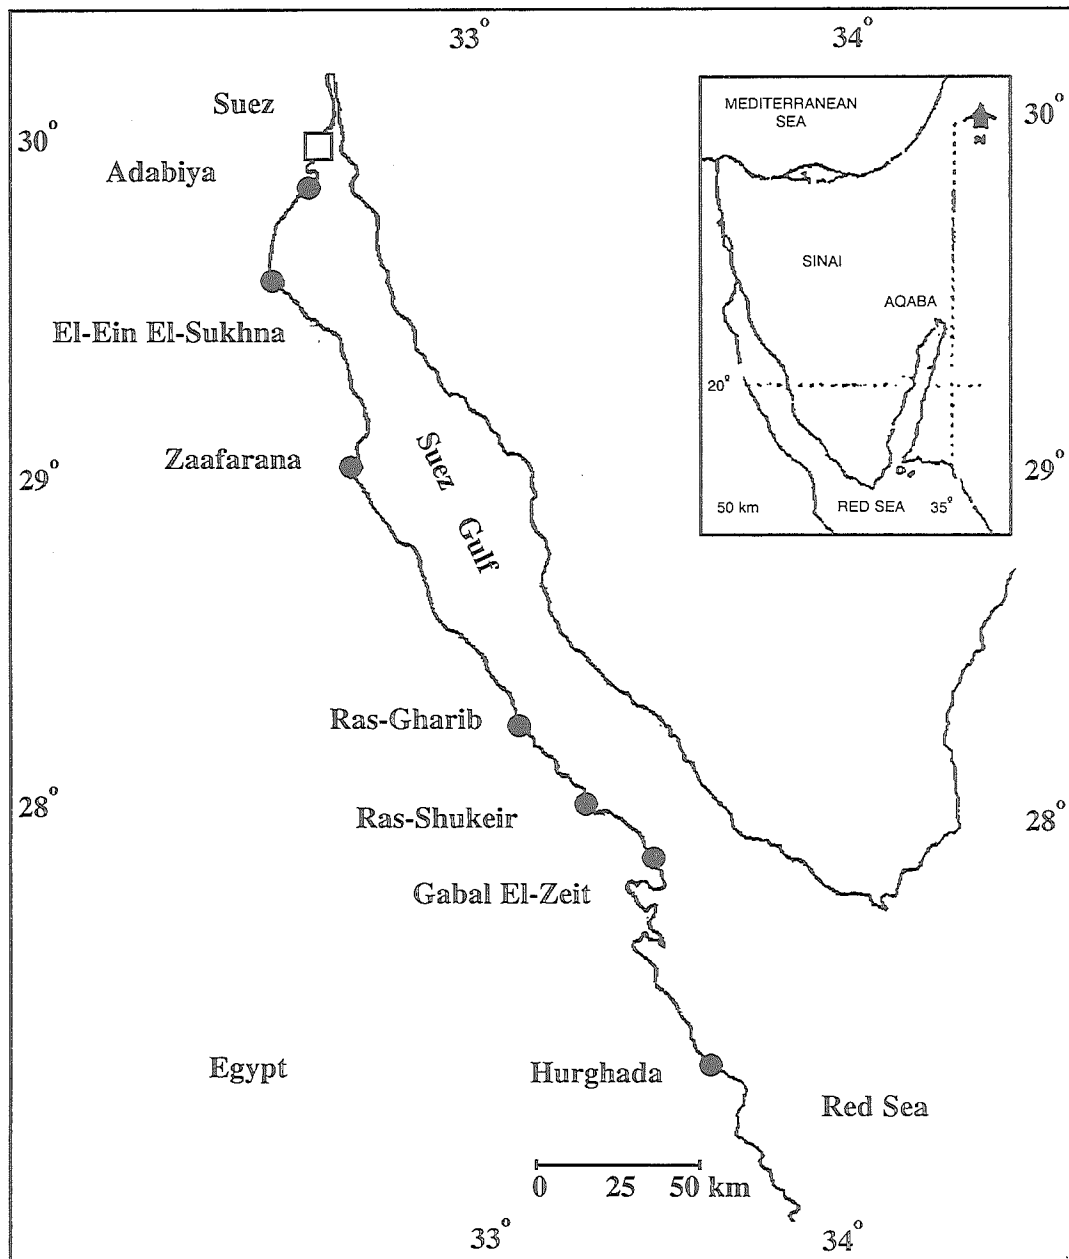 33° 34°
MEDITERRANEAN
SEA
Suez
30° 30°
N
Adabiya
SINAI
AQABA
El-Ein El-Sukhna
20°
Zaafarana
Suez Gulf
29° 29°
50 km RED SEA 35°
Ras-Gharib
28° 28°
Ras-Shukeir
Gabal El-Zeit
Egypt
Hurghada
Red Sea
0 25 50 km
33° 34°